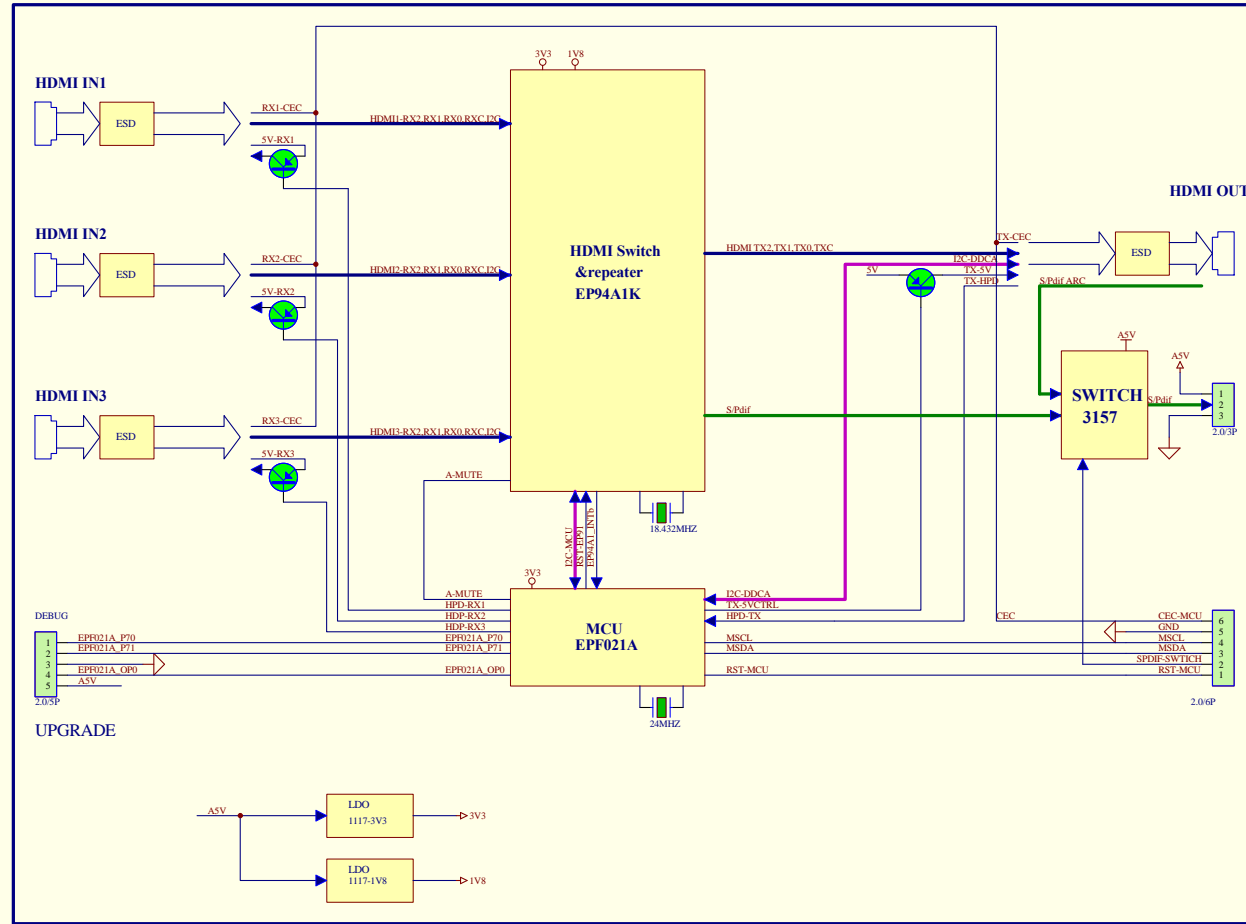 3V3
1V8
HDMI IN1
ESD
RX1-CEC
HDMI1-RX2,RX1,RX0,RXC,I2C
5V-RX1
HDMI OUT
HDMI IN2
ESD
RX2-CEC
HDMI2-RX2,RX1,RX0,RXC,I2C
5V-RX2
HDMI Switch
&repeater
EP94A1K
HDMI TX2,TX1,TX0,TXC
TX-CEC
ESD
I2C-DDCA
5V
TX-5V
TX-HPD
S/Pdif ARC
A5V
A5V
HDMI IN3
ESD
RX3-CEC
HDMI3-RX2,RX1,RX0,RXC,I2C
5V-RX3
S/Pdif
SWITCH
3157
S/Pdif
1
2
3
2.0/3P
A-MUTE
18.432MHZ
I2C-MCU
RST-EP91
EP94A1_INTb
3V3
A-MUTE
HPD-RX1
HDP-RX2
HDP-RX3
EPF021A_P70
EPF021A_P71
EPF021A_OP0
MCU
EPF021A
I2C-DDCA
TX-5VCTRL
HPD-TX
MSCL
MSDA
RST-MCU
CEC
CEC-MCU
GND
MSCL
MSDA
SPDIF-SWTICH
RST-MCU
6
5
4
3
2
1
2.0/6P
DEBUG
1
2
3
4
5
EPF021A_P70
EPF021A_P71
EPF021A_OP0
A5V
2.0/5P
24MHZ
UPGRADE
A5V
LDO
1117-3V3
3V3
LDO
1117-1V8
1V8